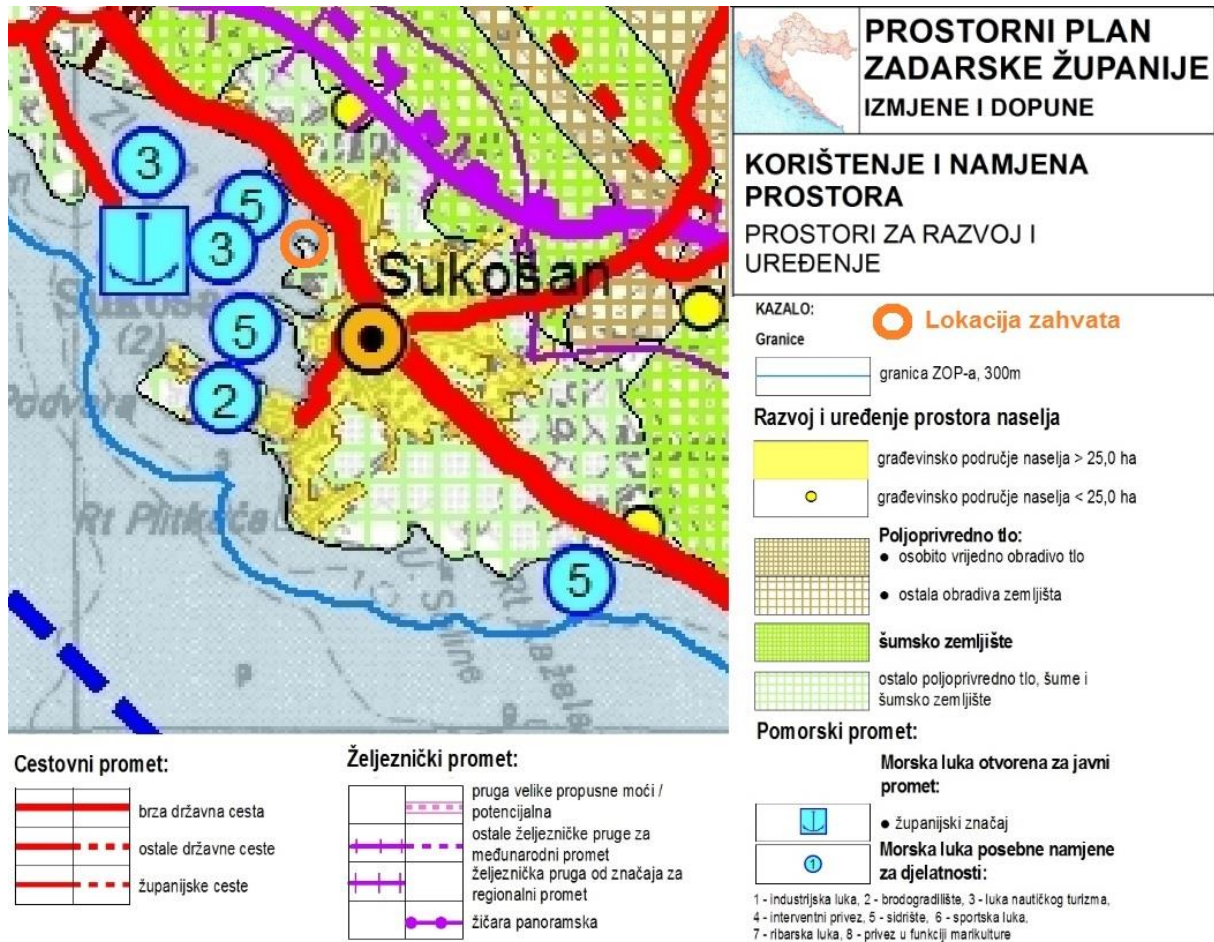 PROSTORNI PLAN
ZADARSKE ŽUPANIJE
IZMJENE I DOPUNE
KORIŠTENJE I NAMJENA
PROSTORA
PROSTORI ZA RAZVOJ I
UREĐENJE
3
5
3
Sukošan
Sukoš
(2)
5
2
Podvara
3
Rt Plitkača
5
U. Saline
KAZALO:
Lokacija zahvata
Granice
granica ZOP-a, 300m
Razvoj i uređenje prostora naselja
građevinsko područje naselja > 25,0 ha
građevinsko područje naselja < 25,0 ha
Poljoprivredno tlo:
● osobito vrijedno obradivo tlo
● ostala obradiva zemljišta
šumsko zemljište
ostalo poljoprivredno tlo, šume i
šumsko zemljište
Pomorski promet:
Morska luka otvorena za javni
promet:
● županijski značaj
Morska luka posebne namjene
za djelatnosti:
1
1 - industrijska luka, 2 - brodogradilište, 3 - luka nautičkog turizma,
4 - interventni privez, 5 - sidrište, 6 - sportska luka,
7 - ribarska luka, 8 - privez u funkciji marikulture
Cestovni promet:
brza državna cesta
ostale državne ceste
županijske ceste
Željeznički promet:
pruga velike propusne moći /
potencijalna
ostale željezničke pruge za
međunarodni promet
željeznička pruga od značaja za
regionalni promet
žičara panoramska